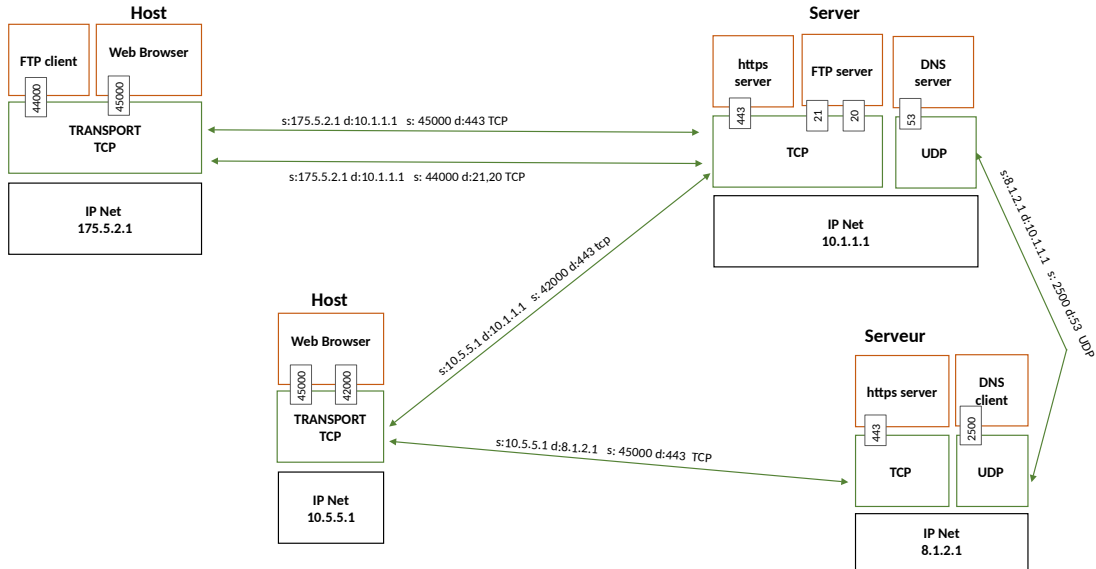 Host
FTP client
Web Browser
44000
45000
TRANSPORT
TCP
IP Net
175.5.2.1
s:175.5.2.1 d:10.1.1.1 s: 45000 d:443 TCP
s:175.5.2.1 d:10.1.1.1 s: 44000 d:21,20 TCP
Server
https
server
FTP server
DNS
server
443
21
20
53
TCP
UDP
IP Net
10.1.1.1
s:8.1.2.1 d:10.1.1.1 s: 2500 d:53 UDP
Host
Web Browser
45000
42000
TRANSPORT
TCP
IP Net
10.5.5.1
s:10.5.5.1 d:10.1.1.1 s: 42000 d:443 tcp
s:10.5.5.1 d:8.1.2.1 s: 45000 d:443 TCP
Serveur
https server
DNS
client
443
2500
TCP
UDP
IP Net
8.1.2.1